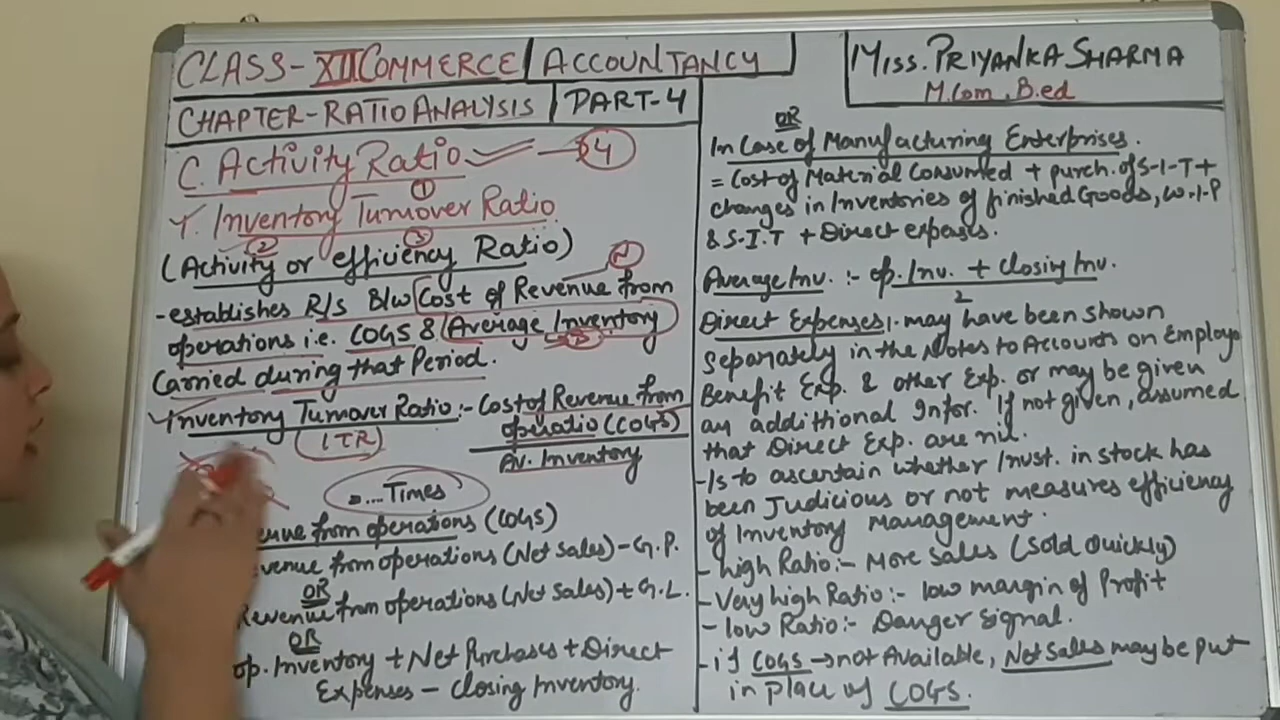 CLASS-XII COMMERCE ACCOUNTANCY
CHAPTER-RATIO ANALYSIS PART-4
C. Activity Ratio 4
1
Inventory Turnover Ratio
2 3
(Activity or efficiency Ratio)
N
-establishes R/S B/w Cost of Revenue from
operations i.e. COGS & Average Inventory
D
Carried during that Period.
Inventory Turnover Ratio:- Cost of Revenue from
operatio (COGS)
(ITR)
Av. Inventory
=....Times
enue from operations (COGS)
venue from operations (Net Sales) - G.P.
OR
Revenue from operations (Net Sales) + G.L.
OR
op. Inventory + Net Purchases + Direct
Expenses - Closing Inventory.
MISS. PRIYANKA SHARMA
M.Com, B.ed
OR
In Case of Manufacturing Enterprises.
= Cost of Material Consumed + purch. of S-I-T +
changes in Inventories of finished Goods, W.I.P
& S.I.T + Direct expenses.
Average Inv. :- op. Inv. + Closing Inv.
2
Direct Expenses, may have been shown
Separately in the Notes to Accounts on Employe
Benefit Exp. & other Exp. or may be given
an additional Infor. If not given, assumed
that Direct Exp. are nil.
-Is to ascertain whether Invst. in stock has
been Judicious or not measures efficiency
of Inventory management.
- high Ratio:- More Sales (Sold Quickly)
- Very high Ratio:- low margin of Profit
- low Ratio:- Danger Signal.
- if COGS → not Available, Net Sales may be put
in place of COGS.